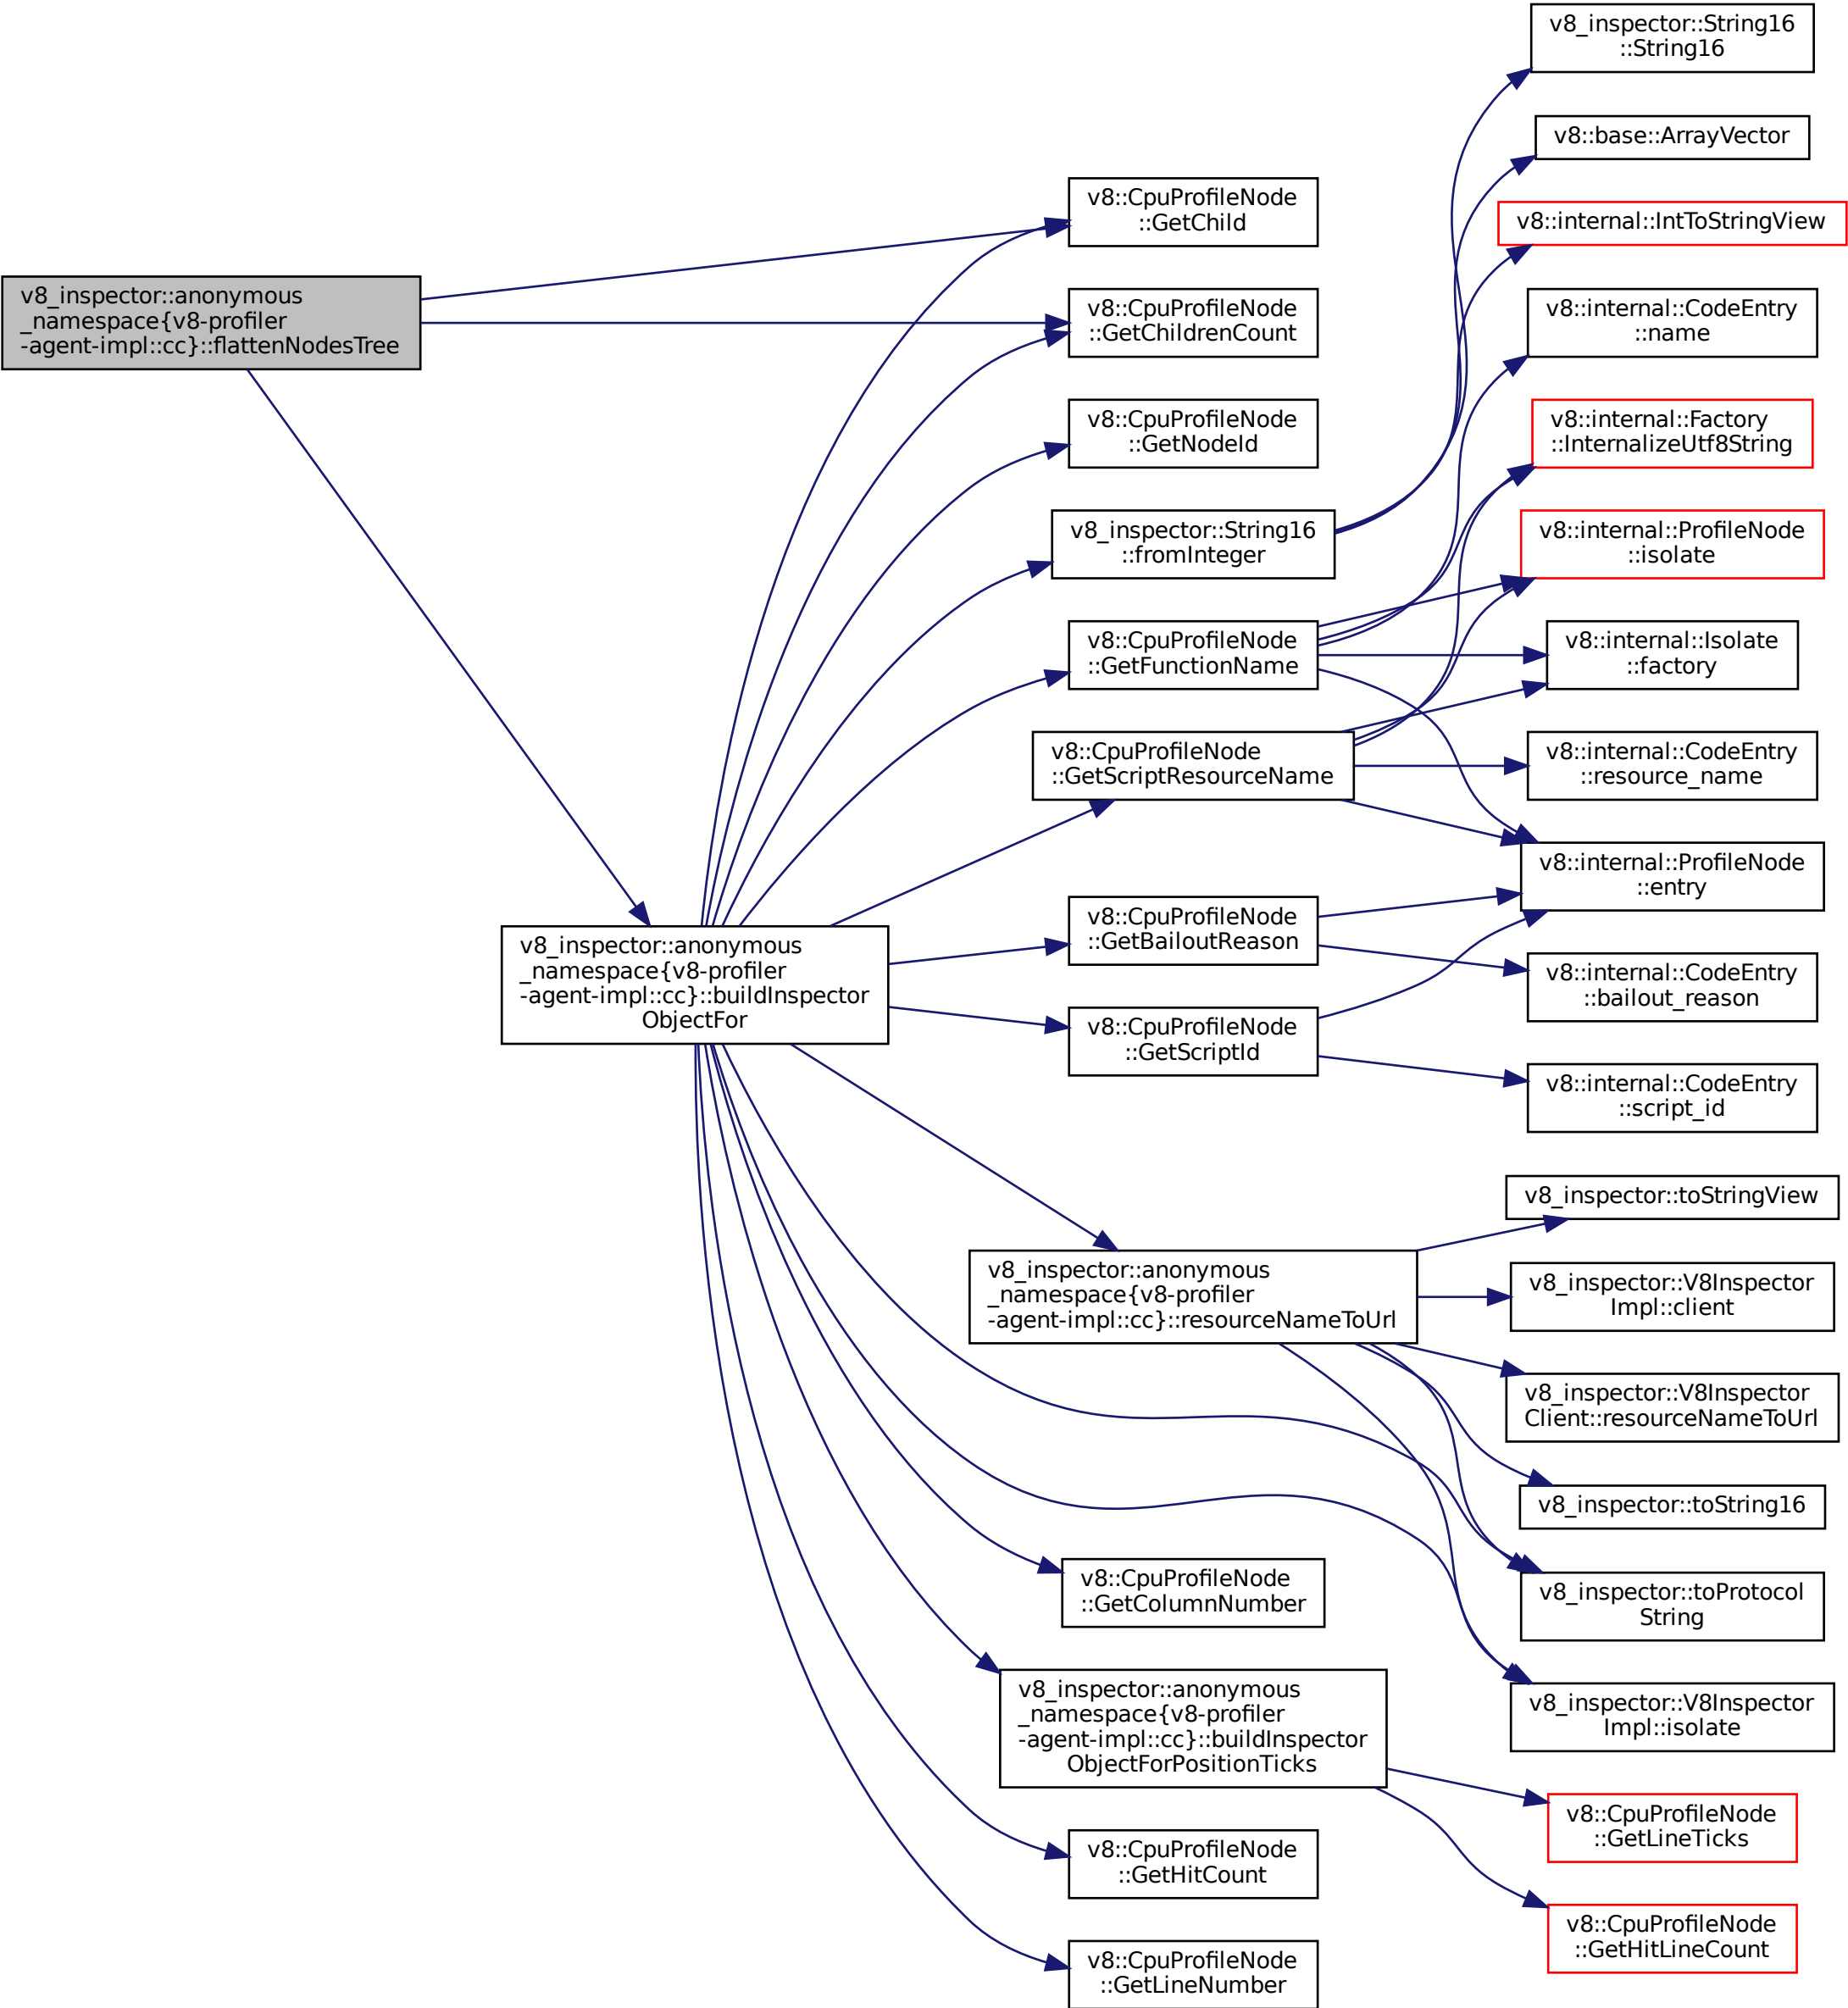 v8_inspector::anonymous
_namespace{v8-profiler
-agent-impl::cc}::flattenNodesTree
v8_inspector::anonymous
_namespace{v8-profiler
-agent-impl::cc}::buildInspector
ObjectFor
v8::CpuProfileNode
::GetChild
v8::CpuProfileNode
::GetChildrenCount
v8::CpuProfileNode
::GetNodeId
v8_inspector::String16
::fromInteger
v8::CpuProfileNode
::GetFunctionName
v8::CpuProfileNode
::GetScriptResourceName
v8::CpuProfileNode
::GetBailoutReason
v8::CpuProfileNode
::GetScriptId
v8_inspector::anonymous
_namespace{v8-profiler
-agent-impl::cc}::resourceNameToUrl
v8::CpuProfileNode
::GetColumnNumber
v8_inspector::anonymous
_namespace{v8-profiler
-agent-impl::cc}::buildInspector
ObjectForPositionTicks
v8::CpuProfileNode
::GetHitCount
v8::CpuProfileNode
::GetLineNumber
v8_inspector::String16
::String16
v8::base::ArrayVector
v8::internal::IntToStringView
v8::internal::CodeEntry
::name
v8::internal::Factory
::InternalizeUtf8String
v8::internal::ProfileNode
::isolate
v8::internal::Isolate
::factory
v8::internal::CodeEntry
::resource_name
v8::internal::ProfileNode
::entry
v8::internal::CodeEntry
::bailout_reason
v8::internal::CodeEntry
::script_id
v8_inspector::toStringView
v8_inspector::V8Inspector
Impl::client
v8_inspector::V8Inspector
Client::resourceNameToUrl
v8_inspector::toString16
v8_inspector::toProtocol
String
v8_inspector::V8Inspector
Impl::isolate
v8::CpuProfileNode
::GetLineTicks
v8::CpuProfileNode
::GetHitLineCount